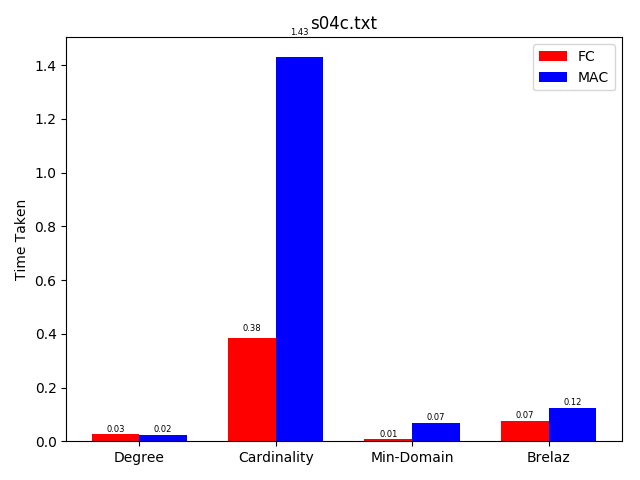 s04c.txt
1.43
FC
MAC
1.4
1.2
1.0
0.8
0.6
0.4
0.2
0.0
Time Taken
0.03
0.02
0.38
0.01
0.07
0.07
0.12
Degree
Cardinality
Min-Domain
Brelaz